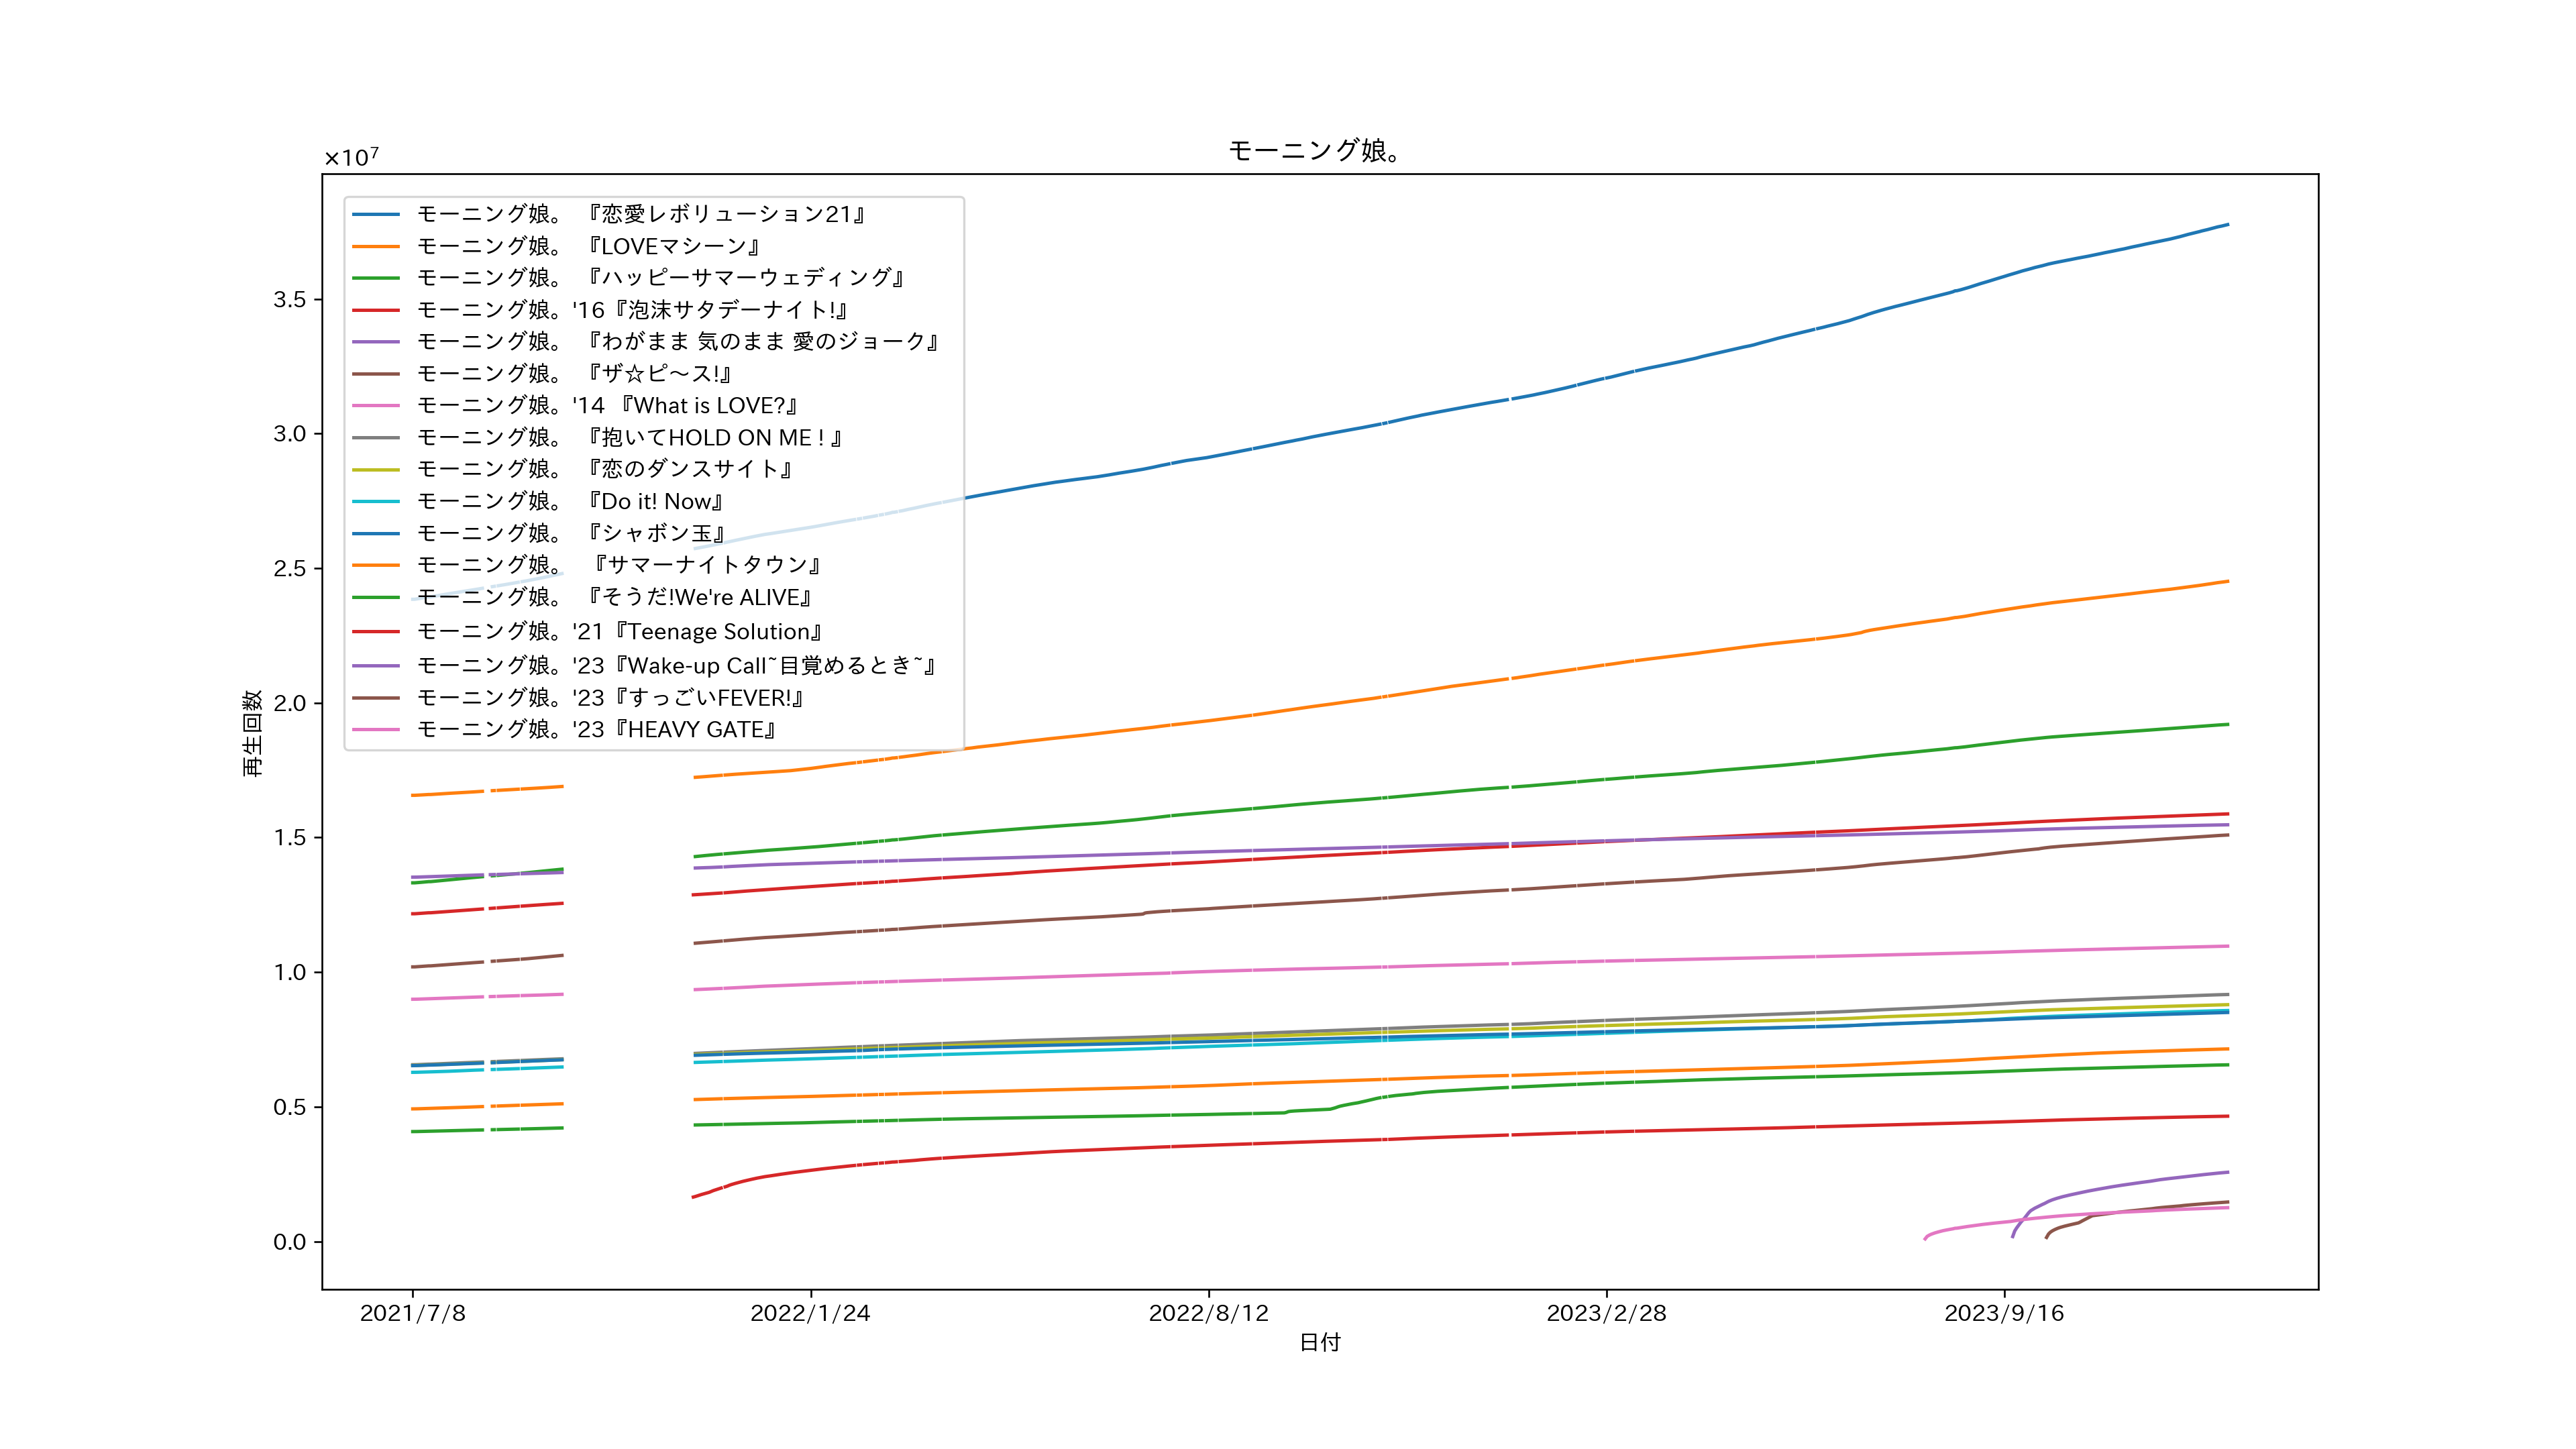 モーニング娘。
×10⁷
モーニング娘。 『恋愛レボリューション21』
モーニング娘。 『LOVEマシーン』
モーニング娘。 『ハッピーサマーウェディング』
モーニング娘。'16『泡沫サタデーナイト!』
モーニング娘。 『わがまま 気のまま 愛のジョーク』
モーニング娘。 『ザ☆ピ～ス!』
モーニング娘。'14 『What is LOVE?』
モーニング娘。 『抱いてHOLD ON ME ! 』
モーニング娘。 『恋のダンスサイト』
モーニング娘。 『Do it! Now』
モーニング娘。 『シャボン玉』
モーニング娘。　『サマーナイトタウン』
モーニング娘。 『そうだ!We're ALIVE』
モーニング娘。'21『Teenage Solution』
モーニング娘。'23『Wake-up Call~目覚めるとき~』
モーニング娘。'23『すっごいFEVER!』
モーニング娘。'23『HEAVY GATE』
3.5
3.0
2.5
2.0
1.5
1.0
0.5
0.0
再生回数
2021/7/8 2022/1/24 2022/8/12 2023/2/28 2023/9/16
日付